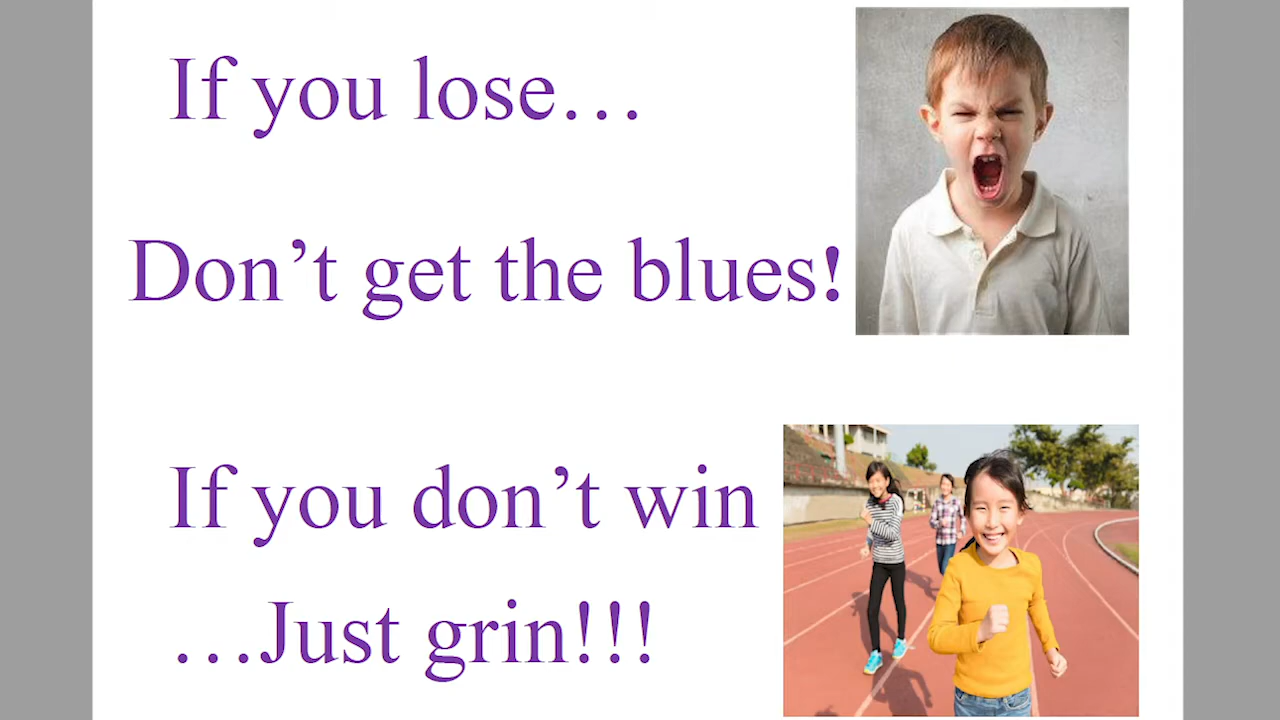 If you lose…
Don’t get the blues!
If you don’t win
…Just grin!!!